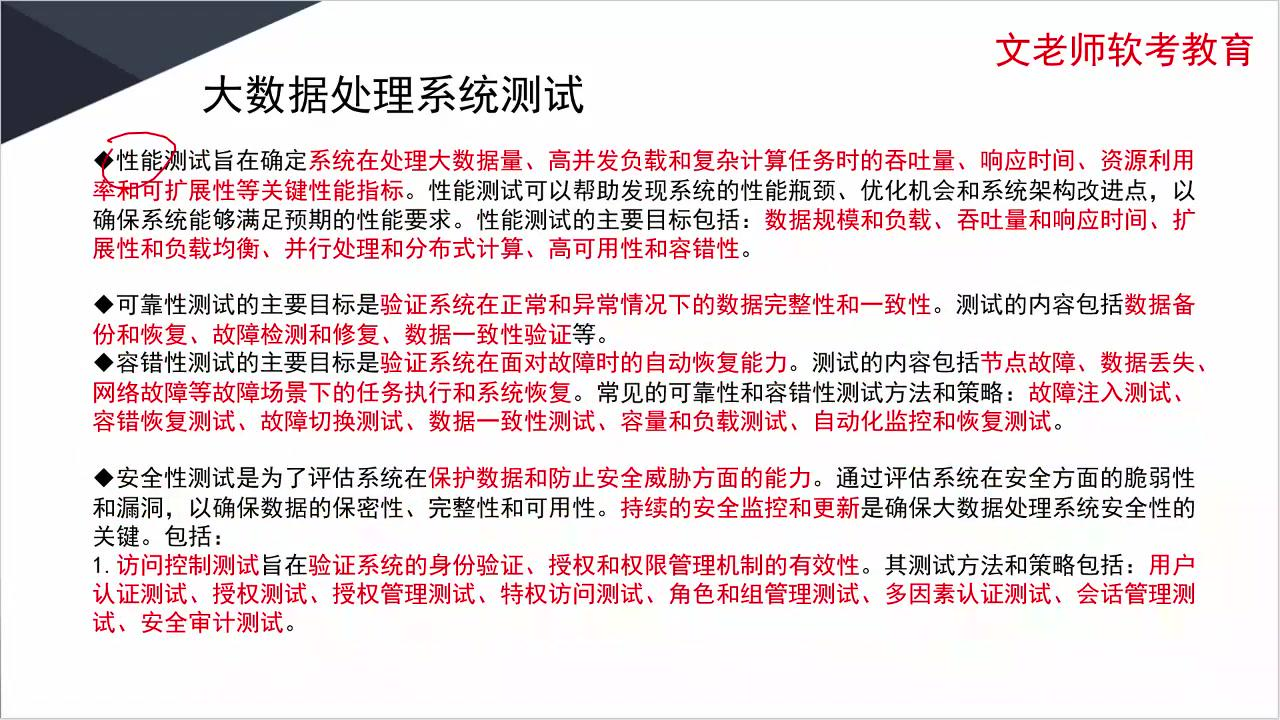 文老师软考教育
大数据处理系统测试
◆性能测试旨在确定系统在处理大数据量、高并发负载和复杂计算任务时的吞吐量、响应时间、资源利用
率和可扩展性等关键性能指标。性能测试可以帮助发现系统的性能瓶颈、优化机会和系统架构改进点，以
确保系统能够满足预期的性能要求。性能测试的主要目标包括：数据规模和负载、吞吐量和响应时间、扩
展性和负载均衡、并行处理和分布式计算、高可用性和容错性。
◆可靠性测试的主要目标是验证系统在正常和异常情况下的数据完整性和一致性。测试的内容包括数据备
份和恢复、故障检测和修复、数据一致性验证等。
◆容错性测试的主要目标是验证系统在面对故障时的自动恢复能力。测试的内容包括节点故障、数据丢失、
网络故障等故障场景下的任务执行和系统恢复。常见的可靠性和容错性测试方法和策略：故障注入测试、
容错恢复测试、故障切换测试、数据一致性测试、容量和负载测试、自动化监控和恢复测试。
◆安全性测试是为了评估系统在保护数据和防止安全威胁方面的能力。通过评估系统在安全方面的脆弱性
和漏洞，以确保数据的保密性、完整性和可用性。持续的安全监控和更新是确保大数据处理系统安全性的
关键。包括：
1.访问控制测试旨在验证系统的身份验证、授权和权限管理机制的有效性。其测试方法和策略包括：用户
认证测试、授权测试、授权管理测试、特权访问测试、角色和组管理测试、多因素认证测试、会话管理测
试、安全审计测试。